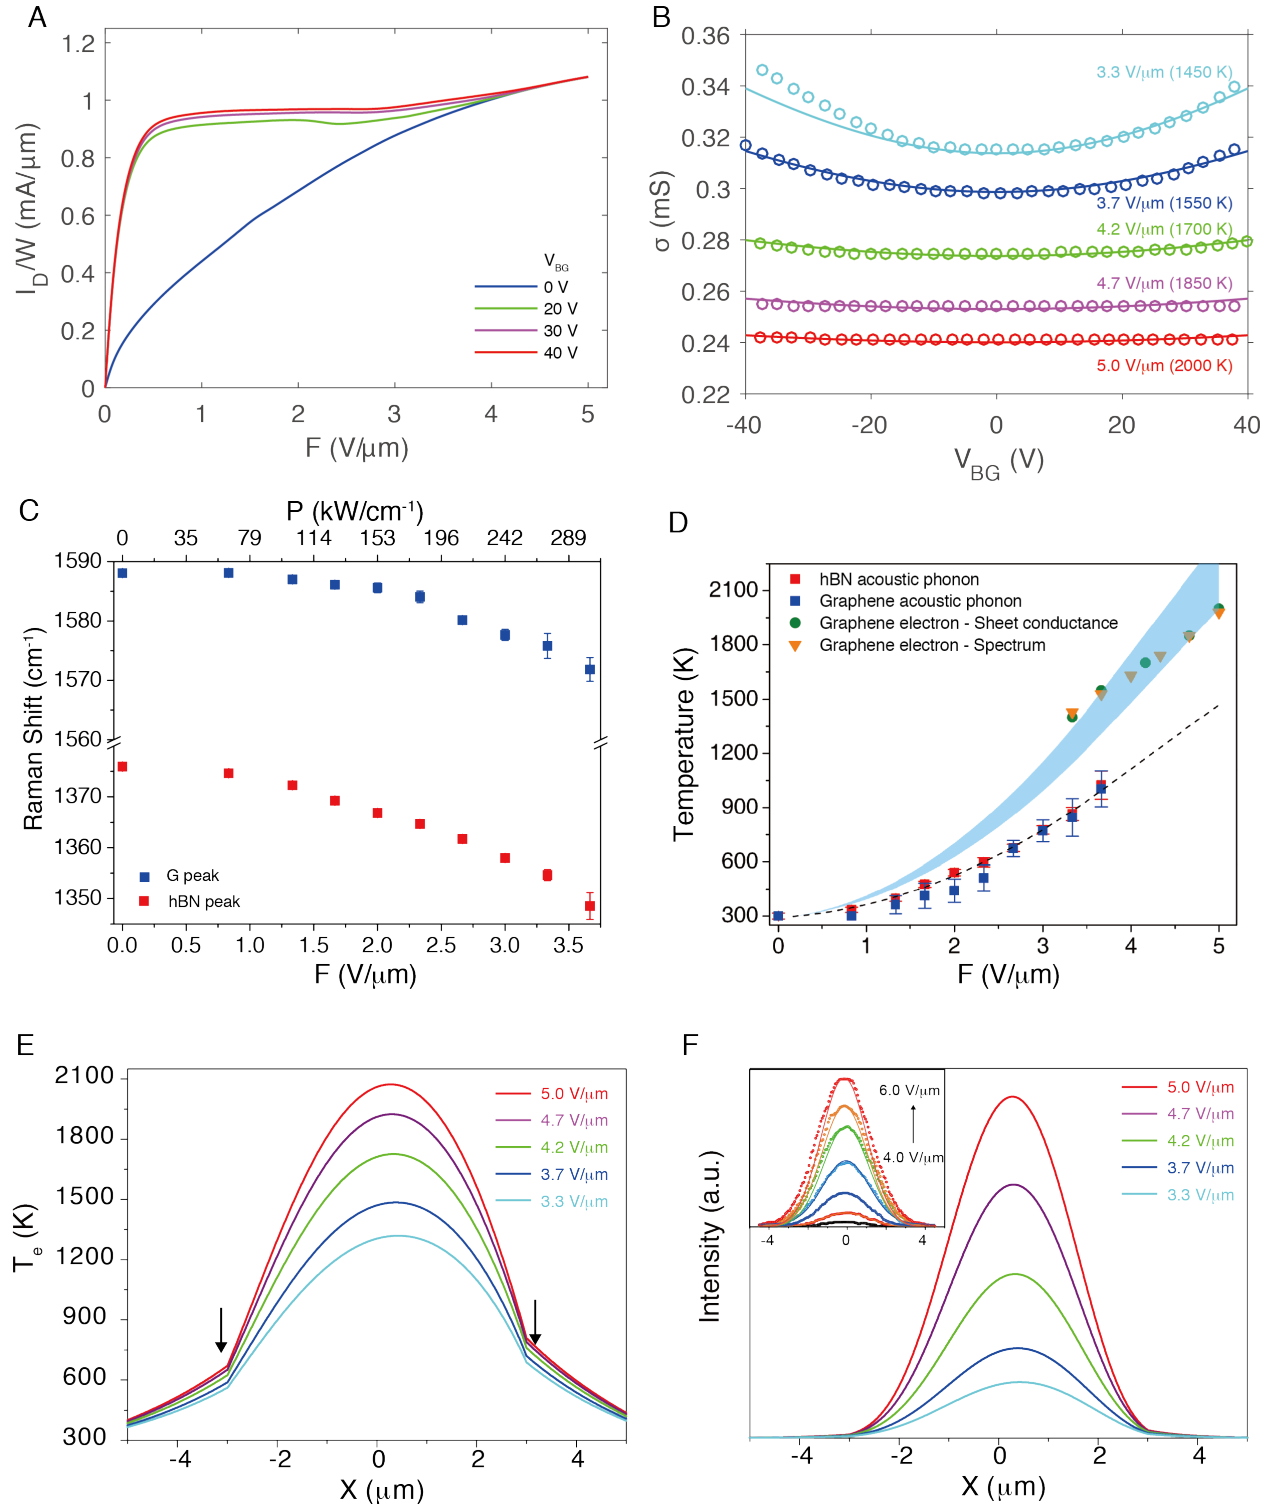 A
1.2
1
0.8
0.6
0.4
0.2
0
I_D/W (mA/μm)
0 1 2 3 4 5
F (V/μm)
V_BG
0 V
20 V
30 V
40 V
B
0.36
0.34
0.32
0.3
0.28
0.26
0.24
0.22
σ (mS)
-40 -20 0 20 40
V_BG (V)
3.3 V/μm (1450 K)
3.7 V/μm (1550 K)
4.2 V/μm (1700 K)
4.7 V/μm (1850 K)
5.0 V/μm (2000 K)
C
P (kW/cm⁻¹)
0 35 79 114 153 196 242 289
1590
1580
1570
1560
1370
1360
1350
Raman Shift (cm⁻¹)
G peak
hBN peak
0.0 0.5 1.0 1.5 2.0 2.5 3.0 3.5
F (V/μm)
D
2100
1800
1500
1200
900
600
300
Temperature (K)
hBN acoustic phonon
Graphene acoustic phonon
Graphene electron - Sheet conductance
Graphene electron - Spectrum
0 1 2 3 4 5
F (V/μm)
E
2100
1800
1500
1200
900
600
300
T_e (K)
5.0 V/μm
4.7 V/μm
4.2 V/μm
3.7 V/μm
3.3 V/μm
-4 -2 0 2 4
X (μm)
F
Intensity (a.u.)
6.0 V/μm
4.0 V/μm
-4 0 4
5.0 V/μm
4.7 V/μm
4.2 V/μm
3.7 V/μm
3.3 V/μm
-4 -2 0 2 4
X (μm)